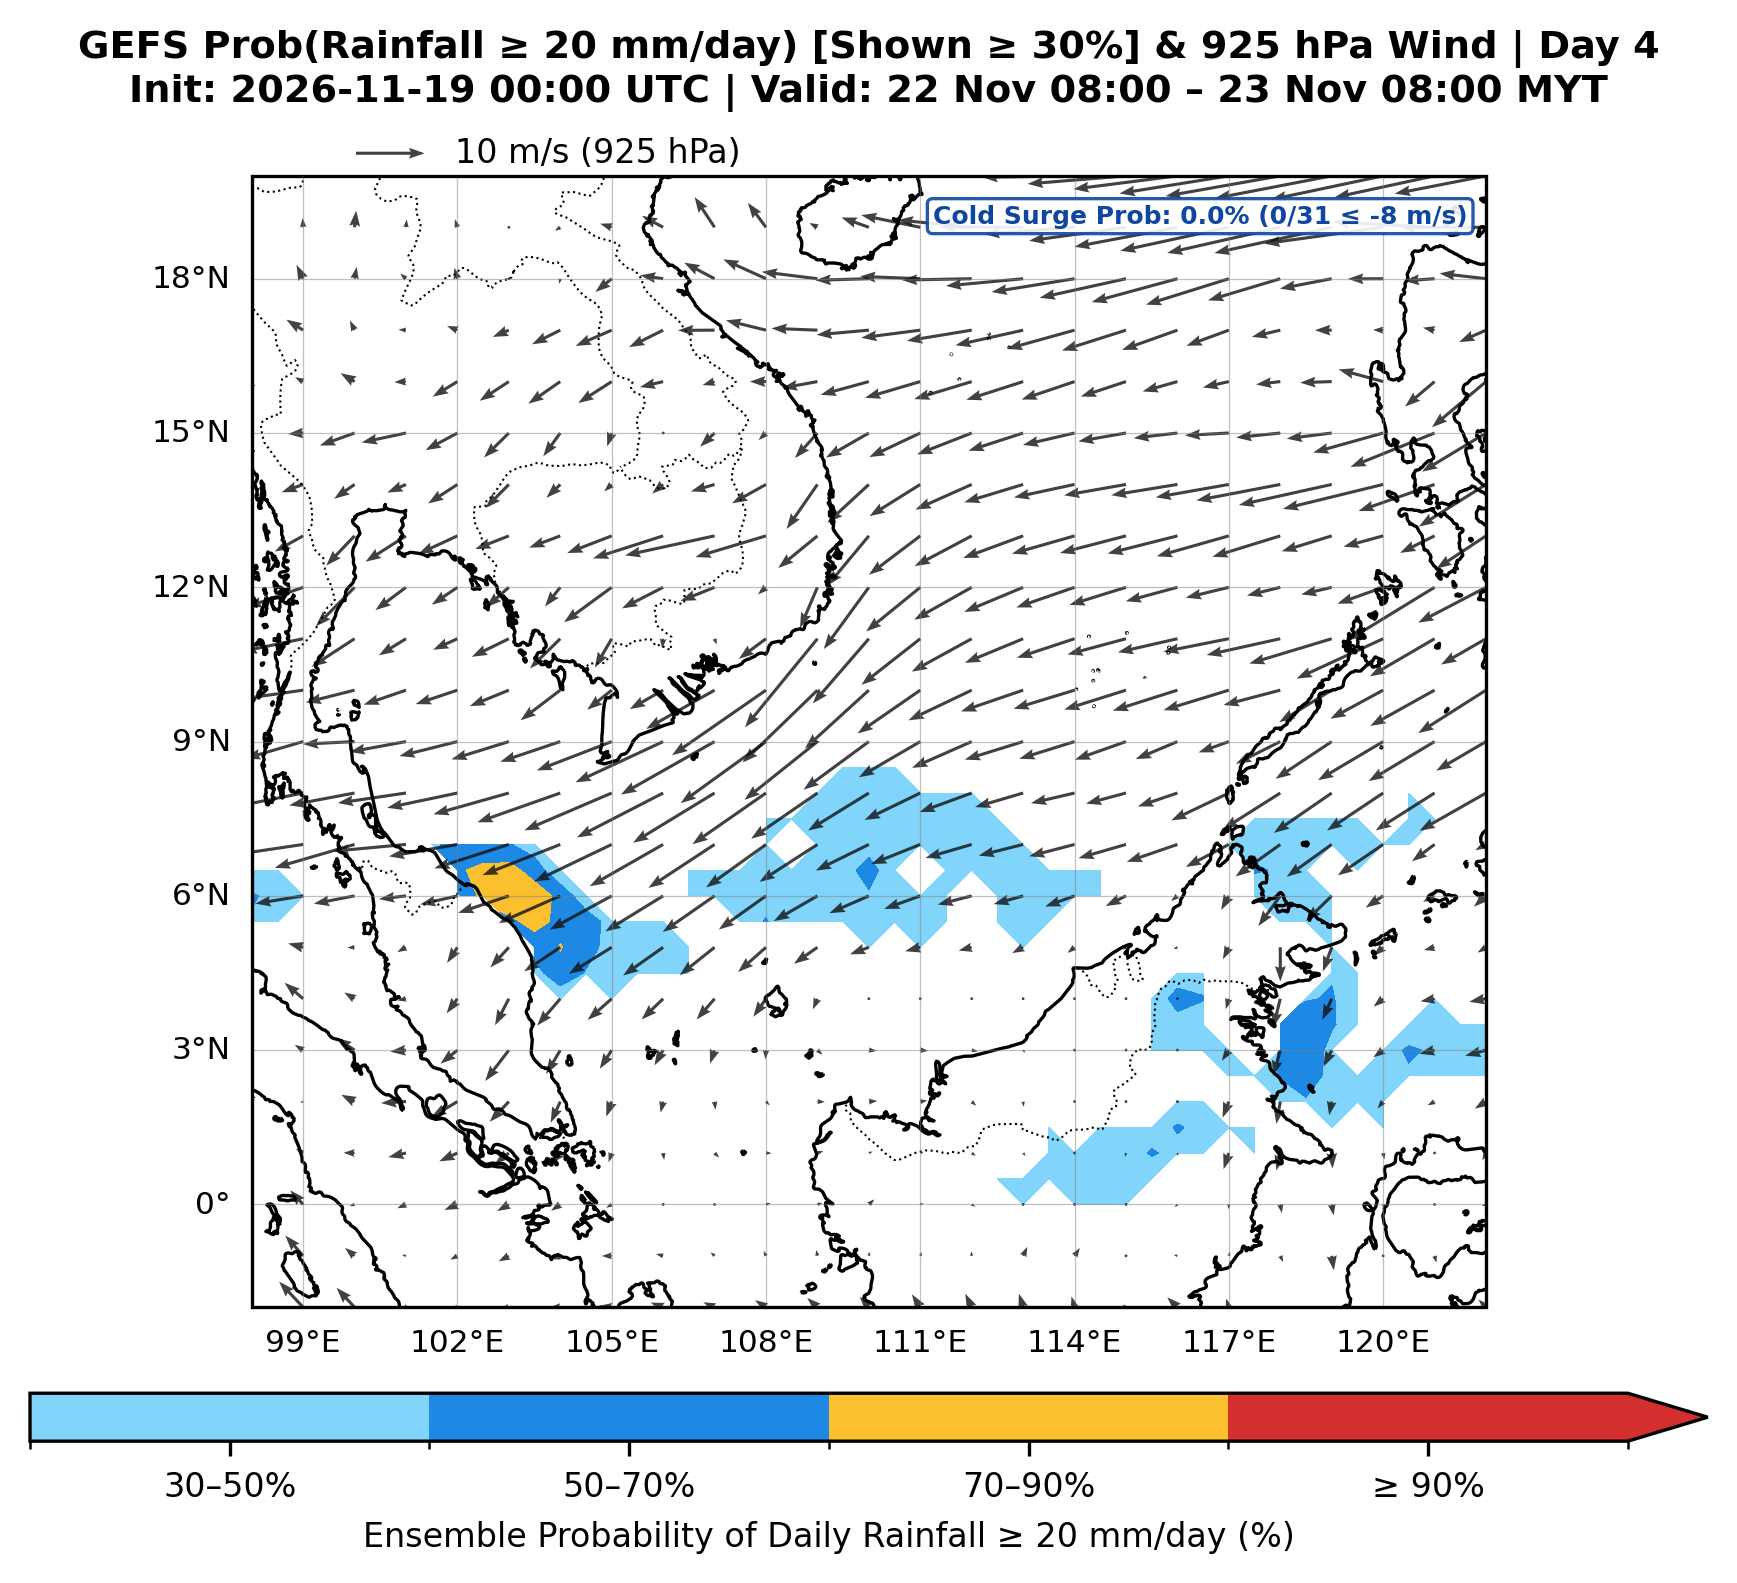 GEFS Prob(Rainfall ≥ 20 mm/day) [Shown ≥ 30%] & 925 hPa Wind | Day 4
Init: 2026-11-19 00:00 UTC | Valid: 22 Nov 08:00 – 23 Nov 08:00 MYT
10 m/s (925 hPa)
Cold Surge Prob: 0.0% (0/31 ≤ -8 m/s)
18°N
15°N
12°N
9°N
6°N
3°N
0°
99°E 102°E 105°E 108°E 111°E 114°E 117°E 120°E
30–50% 50–70% 70–90% ≥ 90%
Ensemble Probability of Daily Rainfall ≥ 20 mm/day (%)